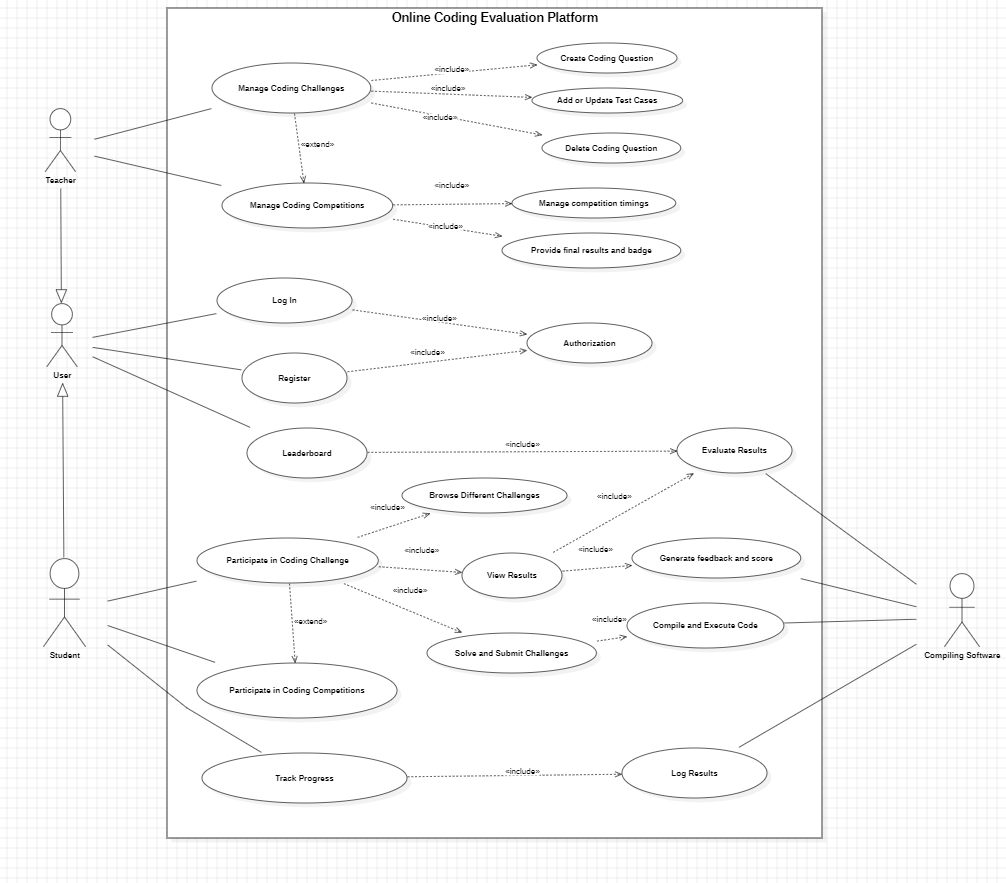 Online Coding Evaluation Platform
Create Coding Question
«include»
Manage Coding Challenges
«include»
Add or Update Test Cases
«include»
«extend»
Delete Coding Question
Teacher
«include»
Manage Coding Competitions
Manage competition timings
«include»
Provide final results and badge
Log In
«include»
Authorization
«include»
User
Register
«include»
Leaderboard
Evaluate Results
Browse Different Challenges
«include»
«include»
«include»
«include»
Participate in Coding Challenge
Generate feedback and score
View Results
«include»
«extend»
«include»
Compile and Execute Code
Student
Solve and Submit Challenges
Compiling Software
Participate in Coding Competitions
«include»
Track Progress
Log Results